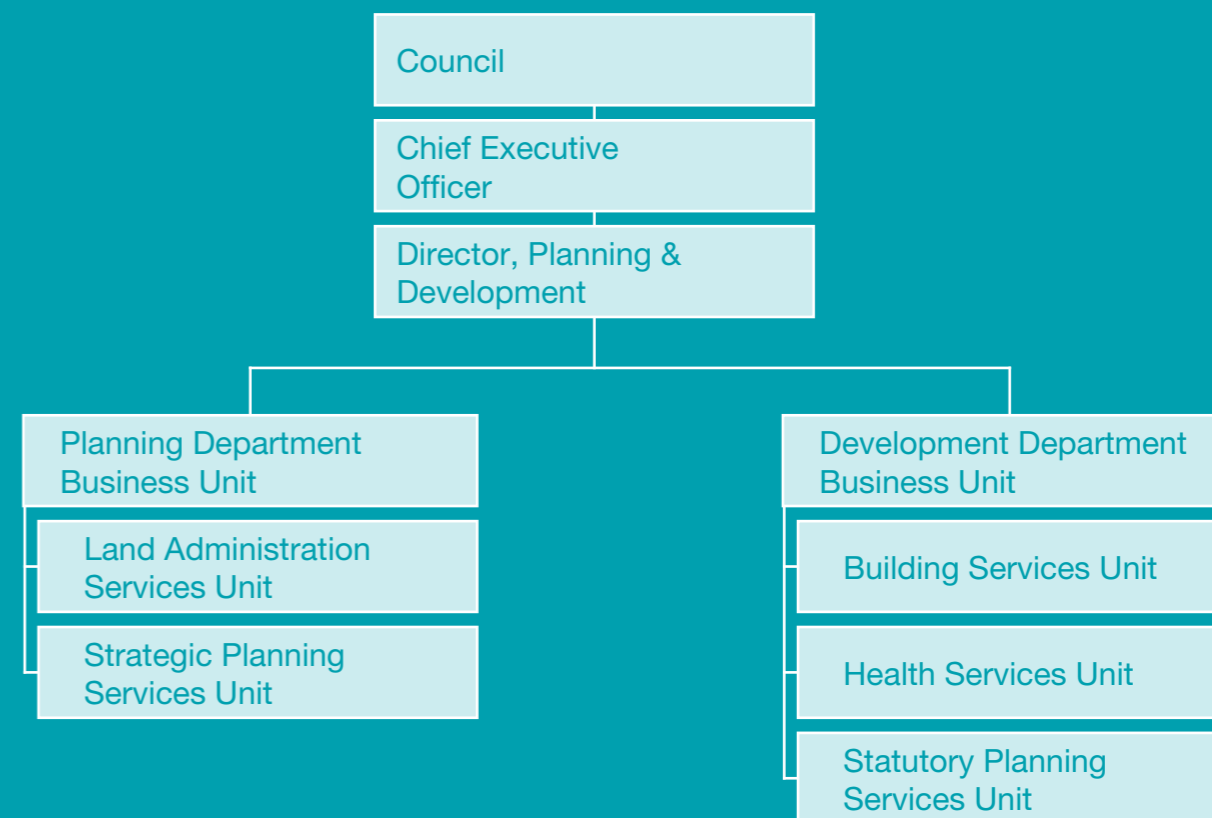 Council
Chief Executive
Officer
Director, Planning &
Development
Planning Department
Business Unit
Land Administration
Services Unit
Strategic Planning
Services Unit
Development Department
Business Unit
Building Services Unit
Health Services Unit
Statutory Planning
Services Unit